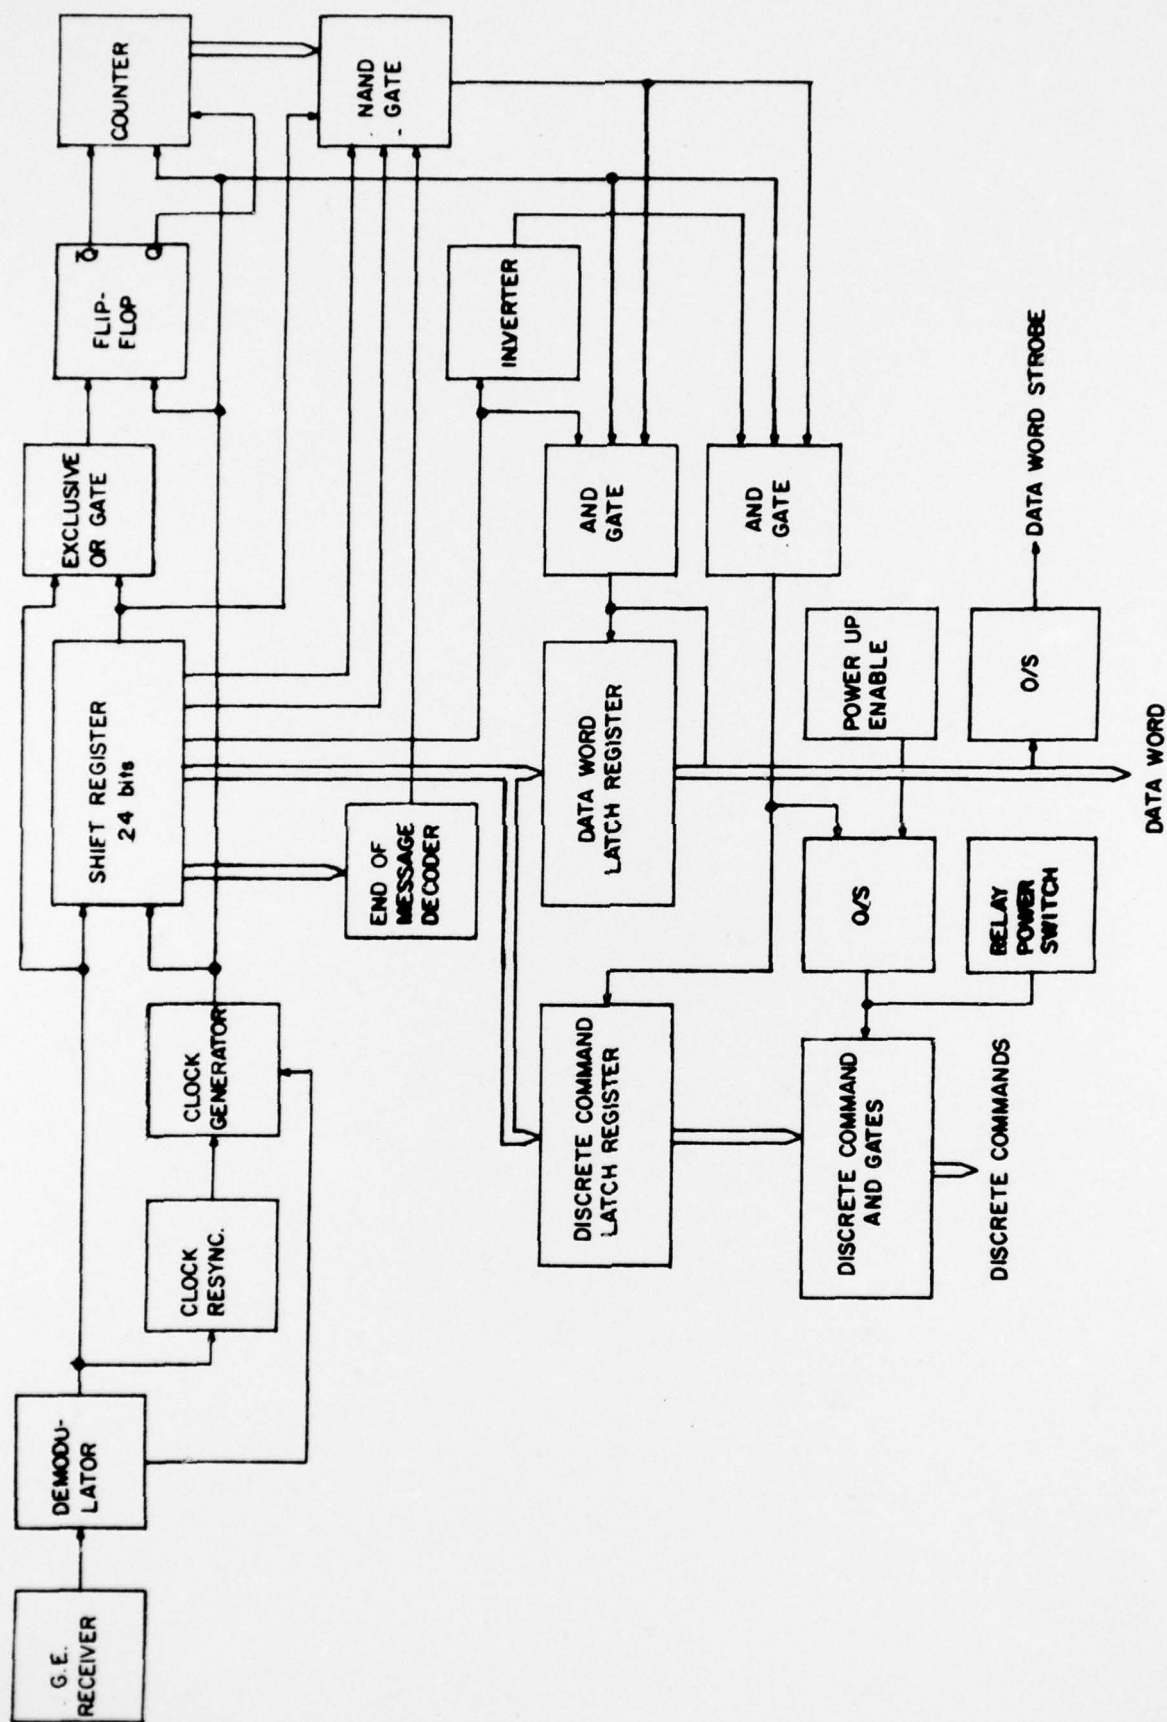 G.E.
RECEIVER
DEMODU-
LATOR
CLOCK
RESYNC.
CLOCK
GENERATOR
SHIFT REGISTER
24 bits
EXCLUSIVE
OR GATE
FLIP-
FLOP
Q̅
Q
COUNTER
NAND
GATE
END OF
MESSAGE
DECODER
INVERTER
DISCRETE COMMAND
LATCH REGISTER
DATA WORD
LATCH REGISTER
AND
GATE
AND
GATE
DISCRETE COMMAND
AND GATES
O/S
POWER UP
ENABLE
RELAY
POWER
SWITCH
O/S
DATA WORD STROBE
DISCRETE COMMANDS
DATA WORD